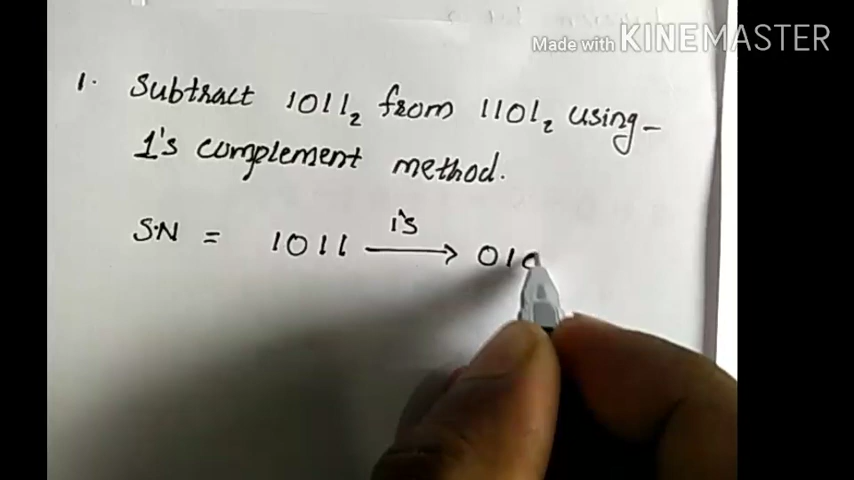 Made with KINEMASTER
1. Subtract 1011₂ from 1101₂ using
1's complement method.
1's
S.N = 1011 → 010